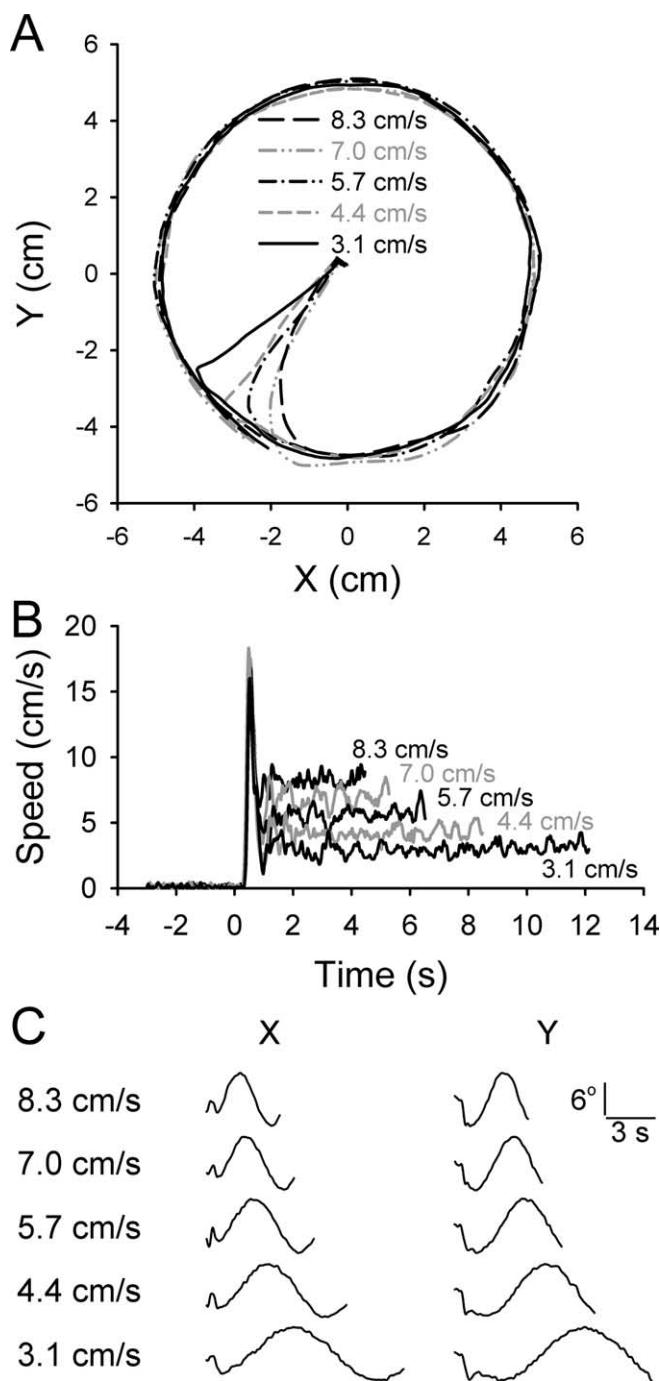 A
6
4
2
0
-2
-4
-6
Y (cm)
8.3 cm/s
7.0 cm/s
5.7 cm/s
4.4 cm/s
3.1 cm/s
-6 -4 -2 0 2 4 6
X (cm)
B
20
15
10
5
0
Speed (cm/s)
8.3 cm/s
7.0 cm/s
5.7 cm/s
4.4 cm/s
3.1 cm/s
-4 -2 0 2 4 6 8 10 12 14
Time (s)
C
X Y
8.3 cm/s
6°
3 s
7.0 cm/s
5.7 cm/s
4.4 cm/s
3.1 cm/s